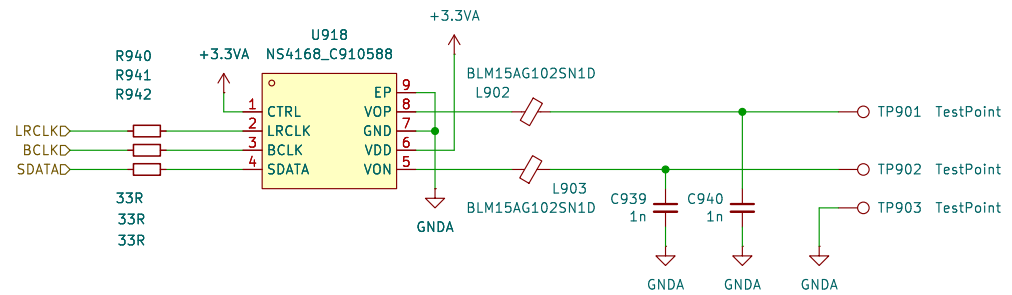 +3.3VA
U918
R940
+3.3VA
NS4168_C910588
R941
BLM15AG102SN1D
R942
L902
EP 9
1 CTRL
VOP 8
TP901 TestPoint
LRCLK
2 LRCLK
GND 7
BCLK
3 BCLK
VDD 6
SDATA
4 SDATA
VON 5
TP902 TestPoint
L903
33R
C939
C940
BLM15AG102SN1D
TP903 TestPoint
33R
1n
1n
GNDA
33R
GNDA
GNDA
GNDA